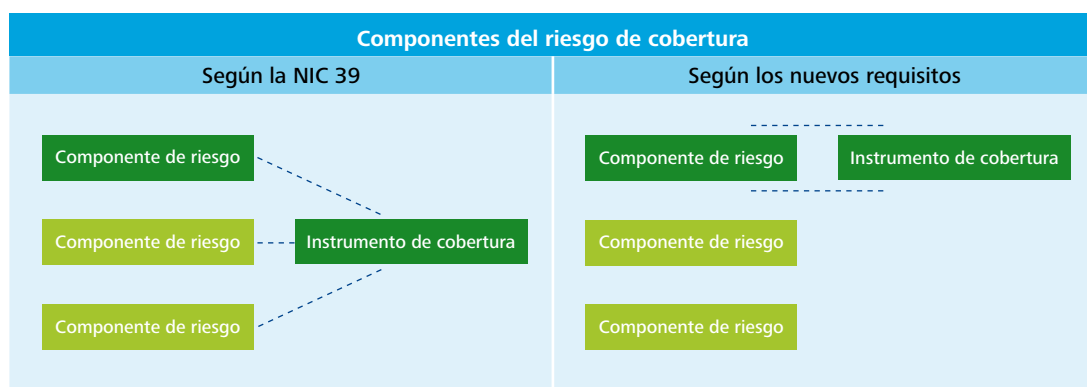 Componentes del riesgo de cobertura
Según la NIC 39
Según los nuevos requisitos
Componente de riesgo
Componente de riesgo
Instrumento de cobertura
Componente de riesgo
Componente de riesgo
Instrumento de cobertura
Componente de riesgo
Componente de riesgo